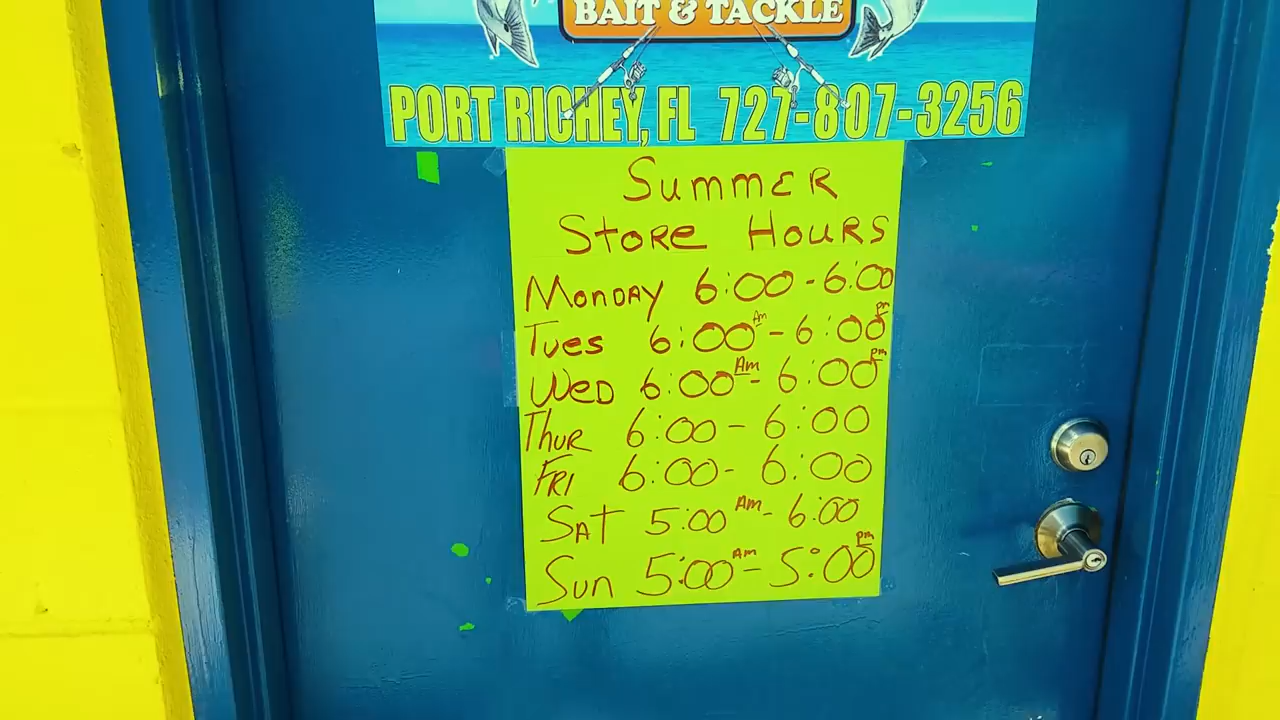 BAIT & TACKLE
PORT RICHEY, FL 727-807-3256
SUMMER
STORe HOURS
MONDAY 6:00 - 6:00
Tues 6:00 Am - 6:00 pm
WeD 6:00 Am - 6:00 pm
THUR 6:00 - 6:00
FRI 6:00 - 6:00
SAT 5:00 Am - 6:00
Sun 5:00 Am - 5:00 pm